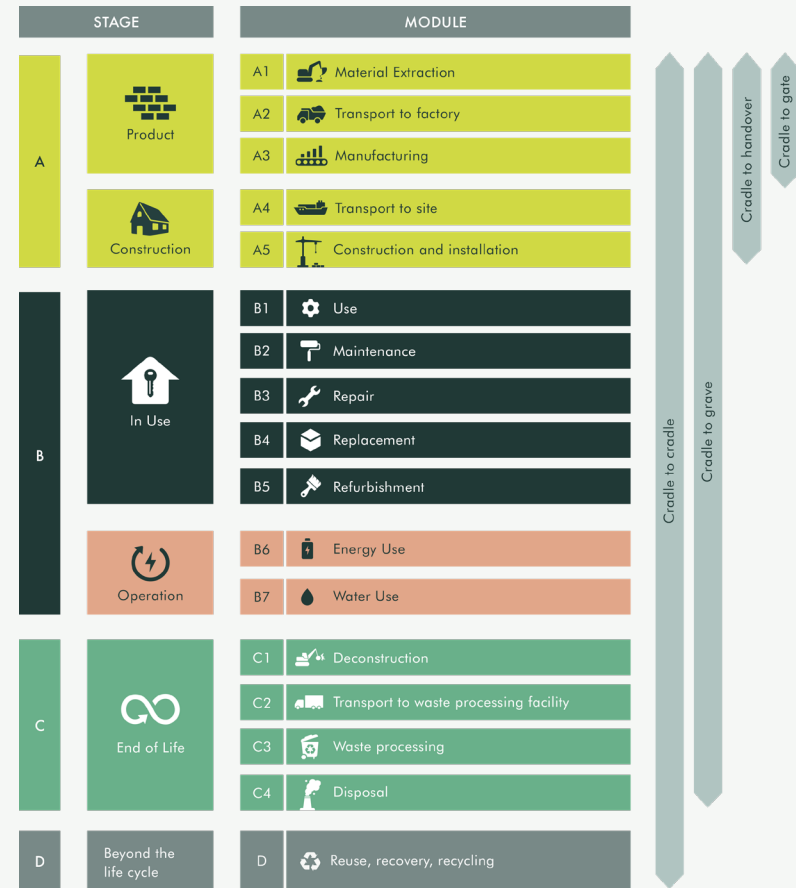 STAGE
MODULE
A
Product
A1
Material Extraction
A2
Transport to factory
A3
Manufacturing
Construction
A4
Transport to site
A5
Construction and installation
B
In Use
B1
Use
B2
Maintenance
B3
Repair
B4
Replacement
B5
Refurbishment
Operation
B6
Energy Use
B7
Water Use
C
End of Life
C1
Deconstruction
C2
Transport to waste processing facility
C3
Waste processing
C4
Disposal
D
Beyond the
life cycle
D
Reuse, recovery, recycling
Cradle to cradle
Cradle to grave
Cradle to handover
Cradle to gate